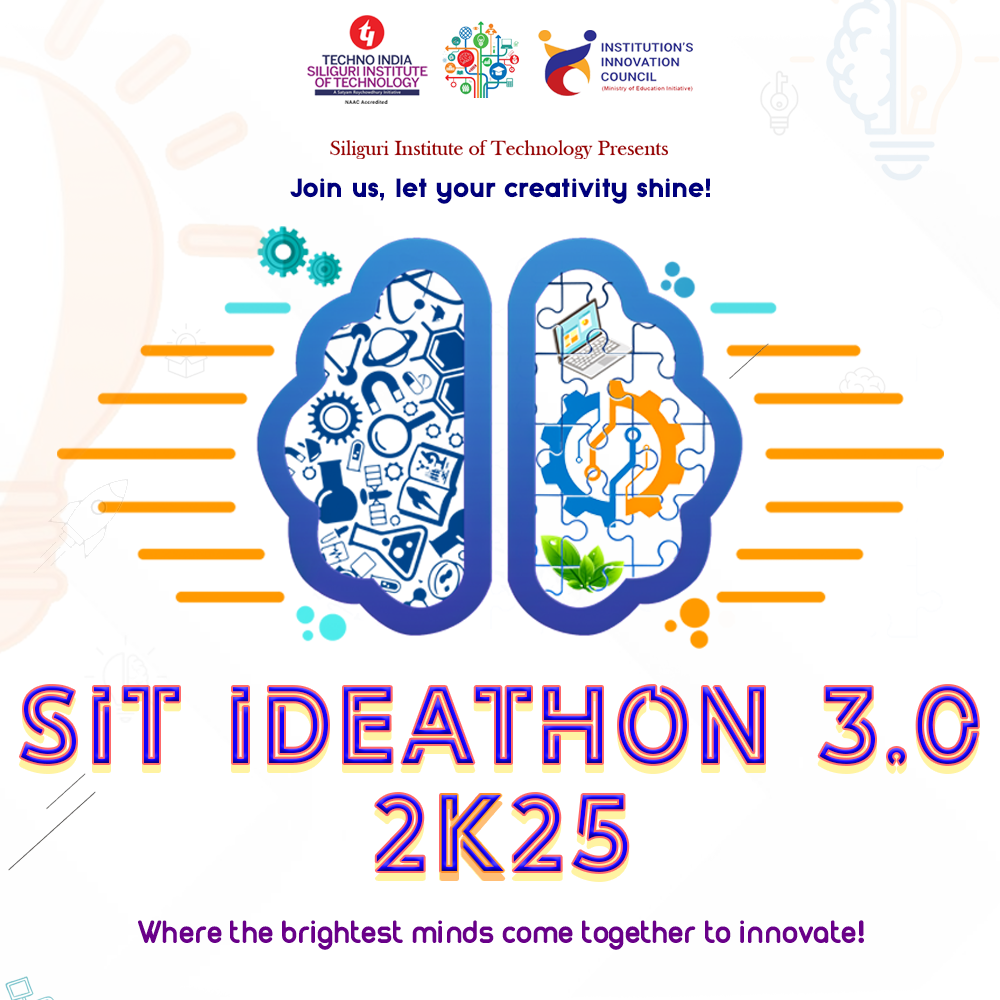 TECHNO INDIA
SILIGURI INSTITUTE
OF TECHNOLOGY
A Satyam Roychowdhury Initiative
NAAC Accredited
INSTITUTION'S
INNOVATION
COUNCIL
(Ministry of Education Initiative)
Siliguri Institute of Technology Presents
Join us, let your creativity shine!
SiT iDEATHON 3.0
2K25
Where the brightest minds come together to innovate!